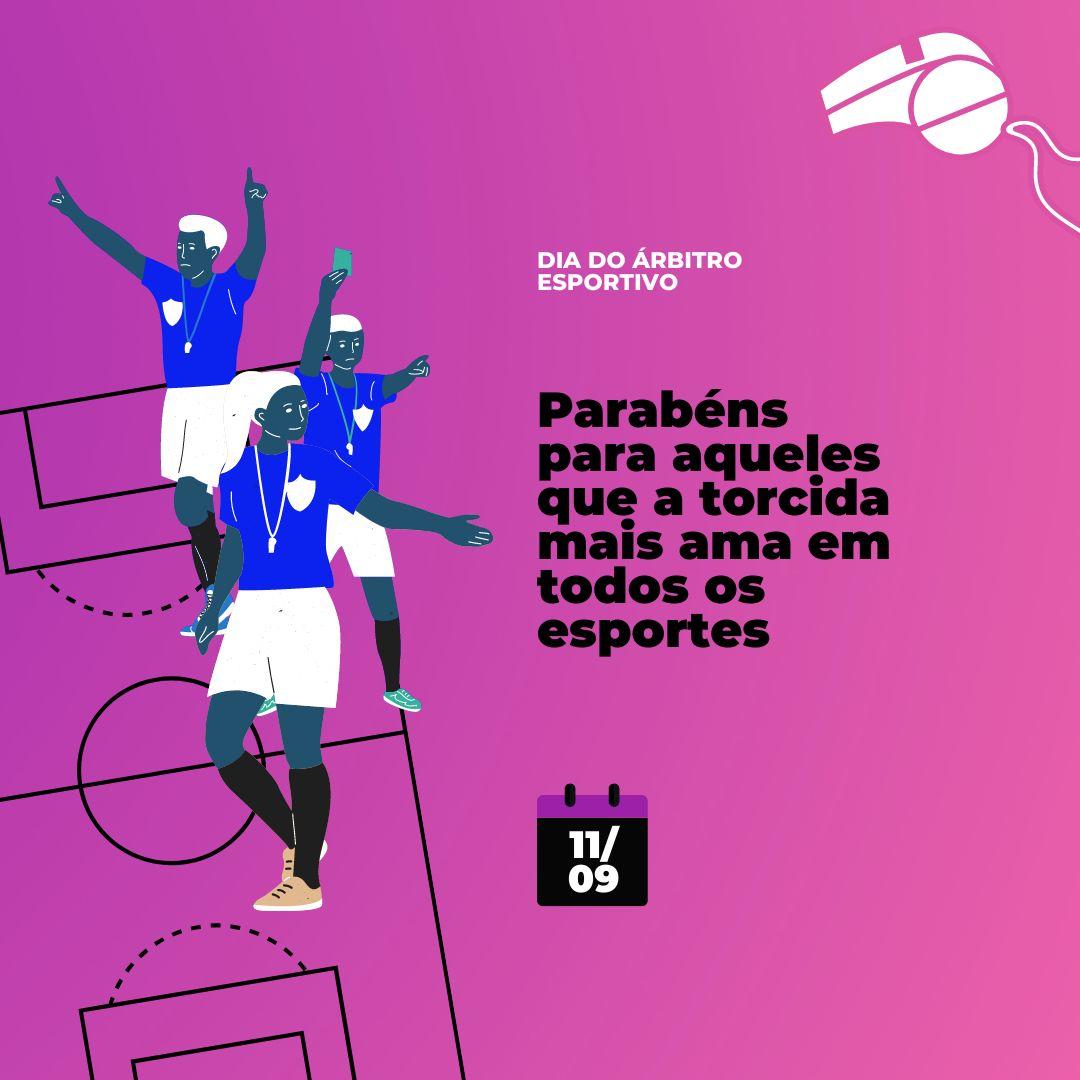 DIA DO ÁRBITRO
ESPORTIVO
Parabéns
para aqueles
que a torcida
mais ama em
todos os
esportes
11/
09